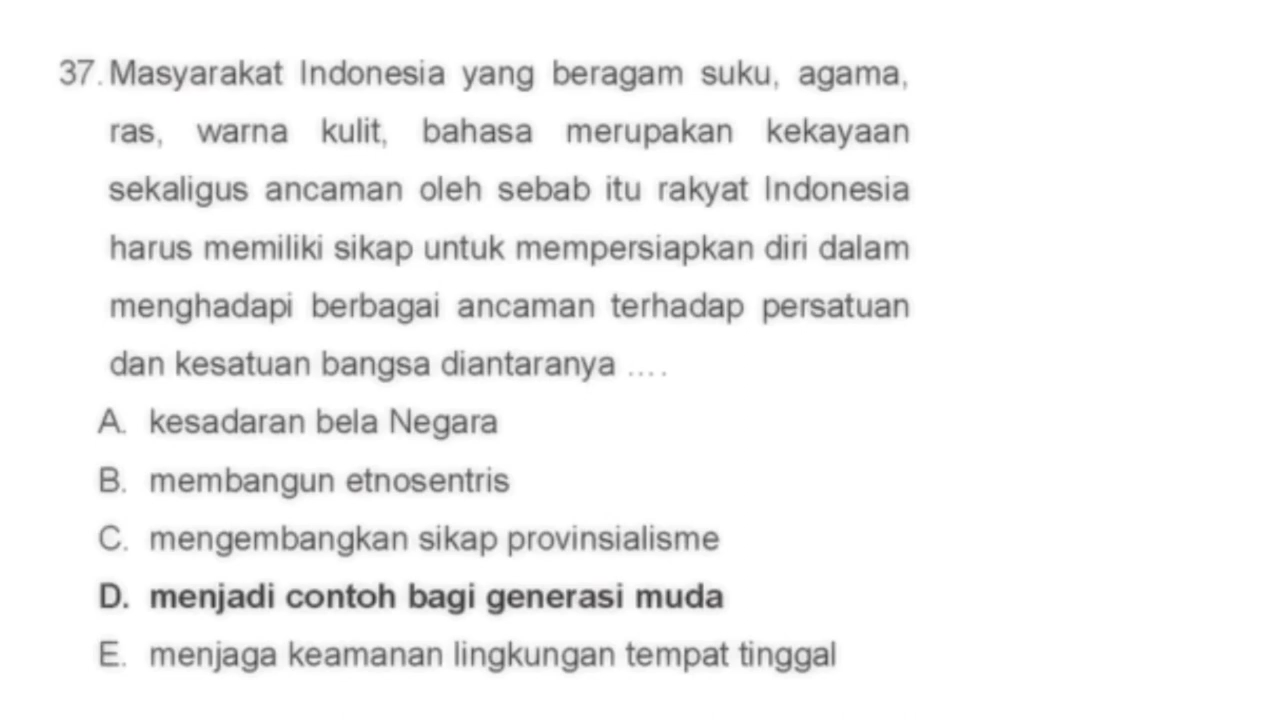 37. Masyarakat Indonesia yang beragam suku, agama,
ras, warna kulit, bahasa merupakan kekayaan
sekaligus ancaman oleh sebab itu rakyat Indonesia
harus memiliki sikap untuk mempersiapkan diri dalam
menghadapi berbagai ancaman terhadap persatuan
dan kesatuan bangsa diantaranya ....
A. kesadaran bela Negara
B. membangun etnosentris
C. mengembangkan sikap provinsialisme
D. menjadi contoh bagi generasi muda
E. menjaga keamanan lingkungan tempat tinggal